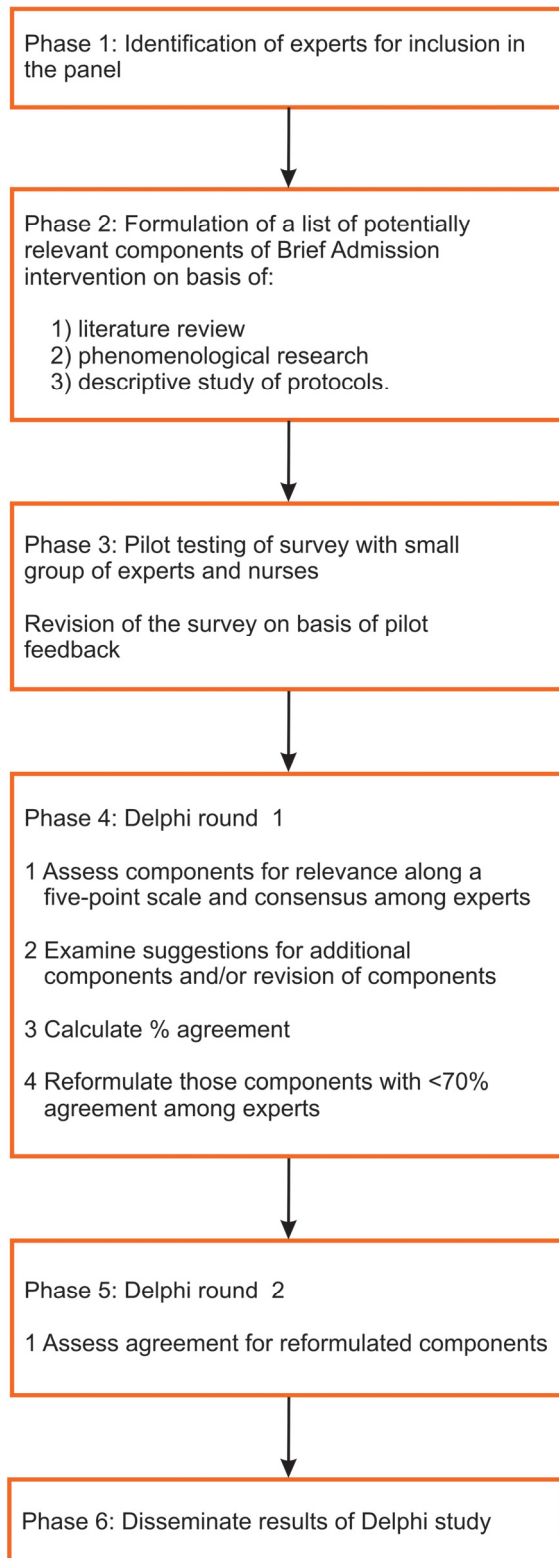 Phase 1: Identification of experts for inclusion in
the panel
Phase 2: Formulation of a list of potentially
relevant components of Brief Admission
intervention on basis of:
1) literature review
2) phenomenological research
3) descriptive study of protocols.
Phase 3: Pilot testing of survey with small
group of experts and nurses
Revision of the survey on basis of pilot
feedback
Phase 4: Delphi round 1
1 Assess components for relevance along a
five-point scale and consensus among experts
2 Examine suggestions for additional
components and/or revision of components
3 Calculate % agreement
4 Reformulate those components with <70%
agreement among experts
Phase 5: Delphi round 2
1 Assess agreement for reformulated components
Phase 6: Disseminate results of Delphi study